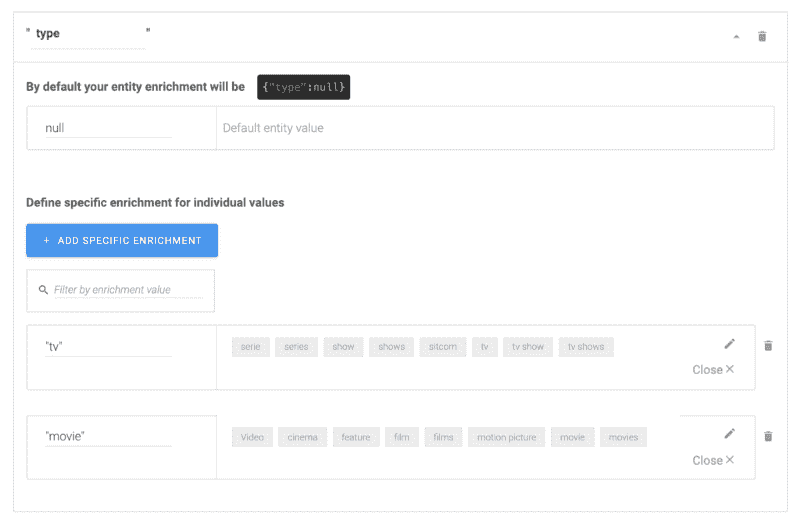 " type "
By default your entity enrichment will be {"type":null}
null Default entity value
Define specific enrichment for individual values
+ ADD SPECIFIC ENRICHMENT
Filter by enrichment value
"tv" serie series show shows sitcom tv tv show tv shows
Close ×
"movie" Video cinema feature film films motion picture movie movies
Close ×